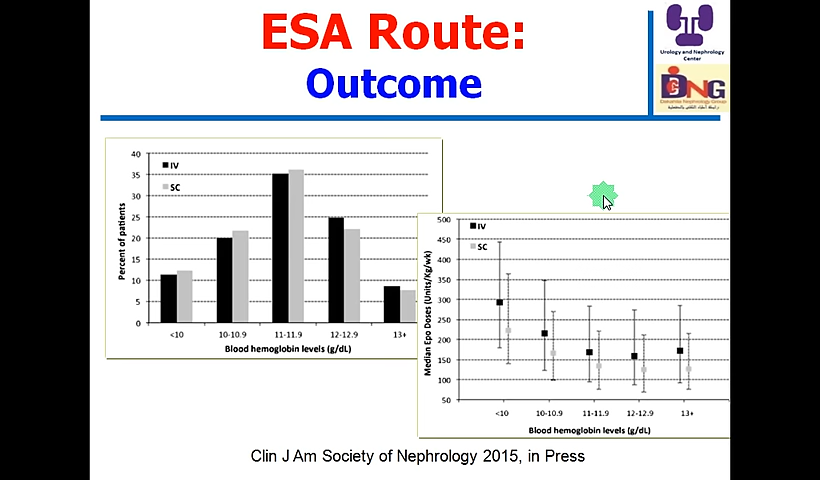 ESA Route:
Outcome
Urology and Nephrology
Center
DNG
Dakahlia Nephrology Group
40
35
30
25
20
15
10
5
0
IV
SC
Percent of patients
<10
10-10.9
11-11.9
12-12.9
13+
Blood hemoglobin levels (g/dL)
500
450
400
350
300
250
200
150
100
50
IV
SC
Median Epo Doses (Units/Kg/wk)
<10
10-10.9
11-11.9
12-12.9
13+
Blood hemoglobin levels (g/dL)
Clin J Am Society of Nephrology 2015, in Press